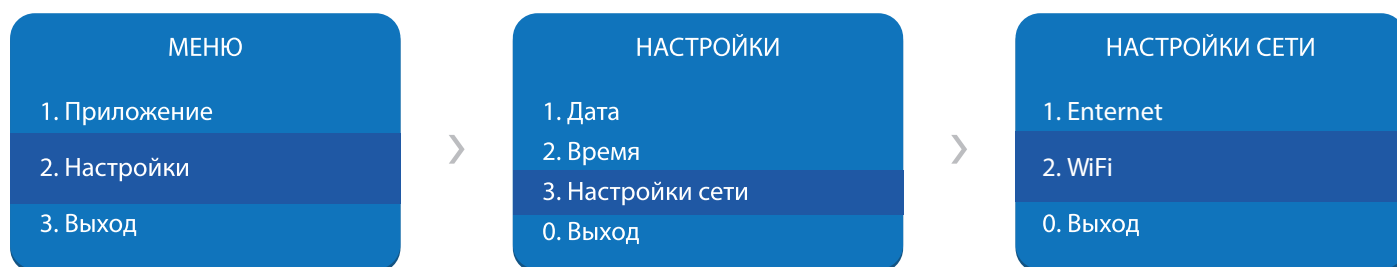 МЕНЮ
1. Приложение
2. Настройки
3. Выход
НАСТРОЙКИ
1. Дата
2. Время
3. Настройки сети
0. Выход
НАСТРОЙКИ СЕТИ
1. Enternet
2. WiFi
0. Выход